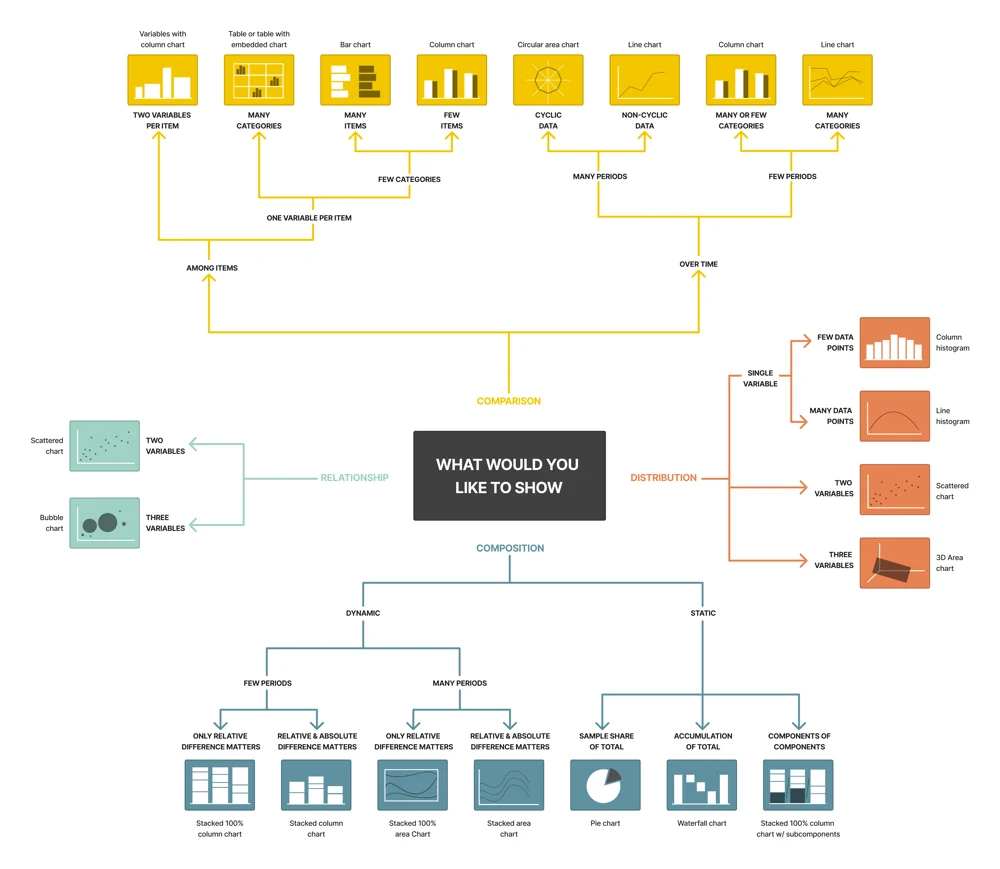 Variables with
column chart
Table or table with
embedded chart
Bar chart
Column chart
Circular area chart
Line chart
Column chart
Line chart
TWO VARIABLES
PER ITEM
MANY
CATEGORIES
MANY
ITEMS
FEW
ITEMS
CYCLIC
DATA
NON-CYCLIC
DATA
MANY OR FEW
CATEGORIES
MANY
CATEGORIES
FEW CATEGORIES
MANY PERIODS
FEW PERIODS
ONE VARIABLE PER ITEM
AMONG ITEMS
OVER TIME
COMPARISON
WHAT WOULD YOU
LIKE TO SHOW
RELATIONSHIP
Scattered
chart
TWO
VARIABLES
Bubble
chart
THREE
VARIABLES
DISTRIBUTION
SINGLE
VARIABLE
FEW DATA
POINTS
Column
histogram
MANY DATA
POINTS
Line
histogram
TWO
VARIABLES
Scattered
chart
THREE
VARIABLES
3D Area
chart
COMPOSITION
DYNAMIC
STATIC
FEW PERIODS
MANY PERIODS
ONLY RELATIVE
DIFFERENCE MATTERS
RELATIVE & ABSOLUTE
DIFFERENCE MATTERS
ONLY RELATIVE
DIFFERENCE MATTERS
RELATIVE & ABSOLUTE
DIFFERENCE MATTERS
SAMPLE SHARE
OF TOTAL
ACCUMULATION
OF TOTAL
COMPONENTS OF
COMPONENTS
Stacked 100%
column chart
Stacked column
chart
Stacked 100%
area Chart
Stacked area
chart
Pie chart
Waterfall chart
Stacked 100% column
chart w/ subcomponents